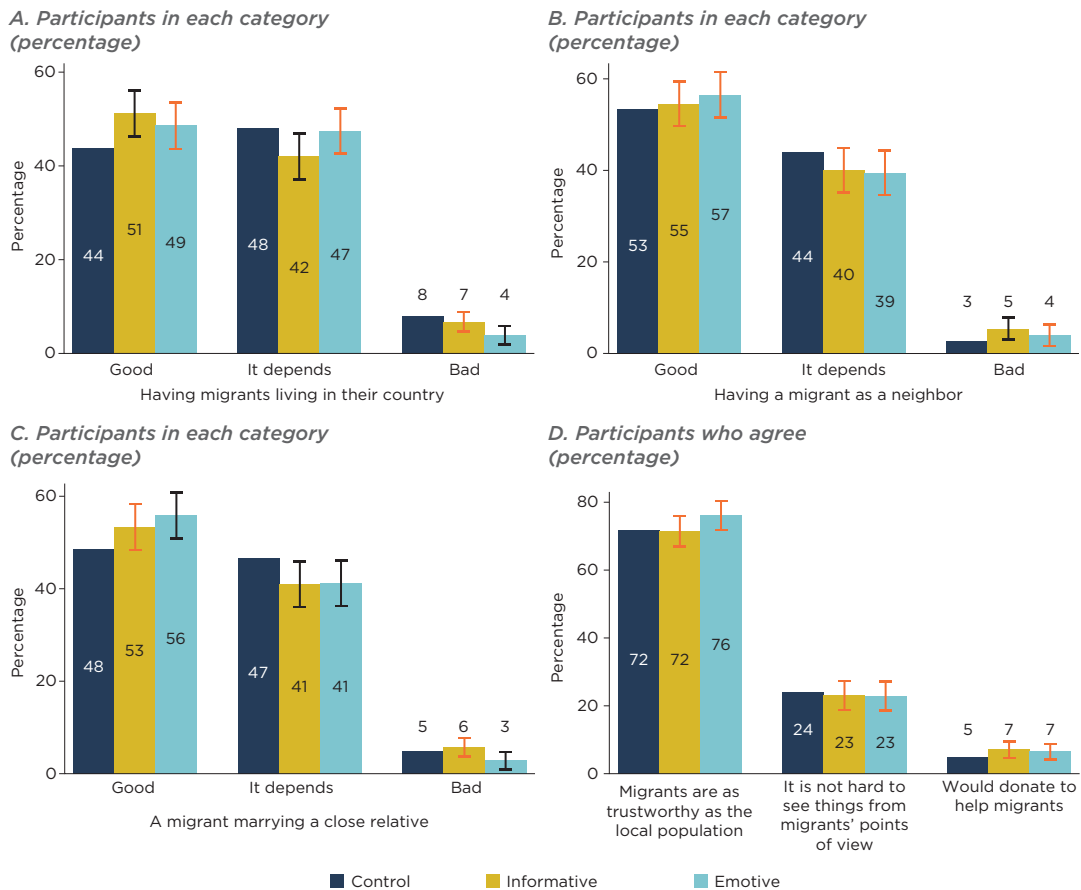 A. Participants in each category
(percentage)
60
40
20
0
Percentage
44
51
49
48
42
47
8
7
4
Good
It depends
Bad
Having migrants living in their country
B. Participants in each category
(percentage)
60
40
20
0
Percentage
53
55
57
44
40
39
3
5
4
Good
It depends
Bad
Having a migrant as a neighbor
C. Participants in each category
(percentage)
60
40
20
0
Percentage
48
53
56
47
41
41
5
6
3
Good
It depends
Bad
A migrant marrying a close relative
D. Participants who agree
(percentage)
80
60
40
20
0
Percentage
72
72
76
24
23
23
5
7
7
Migrants are as
trustworthy as the
local population
It is not hard to
see things from
migrants’ points
of view
Would donate to
help migrants
Control
Informative
Emotive